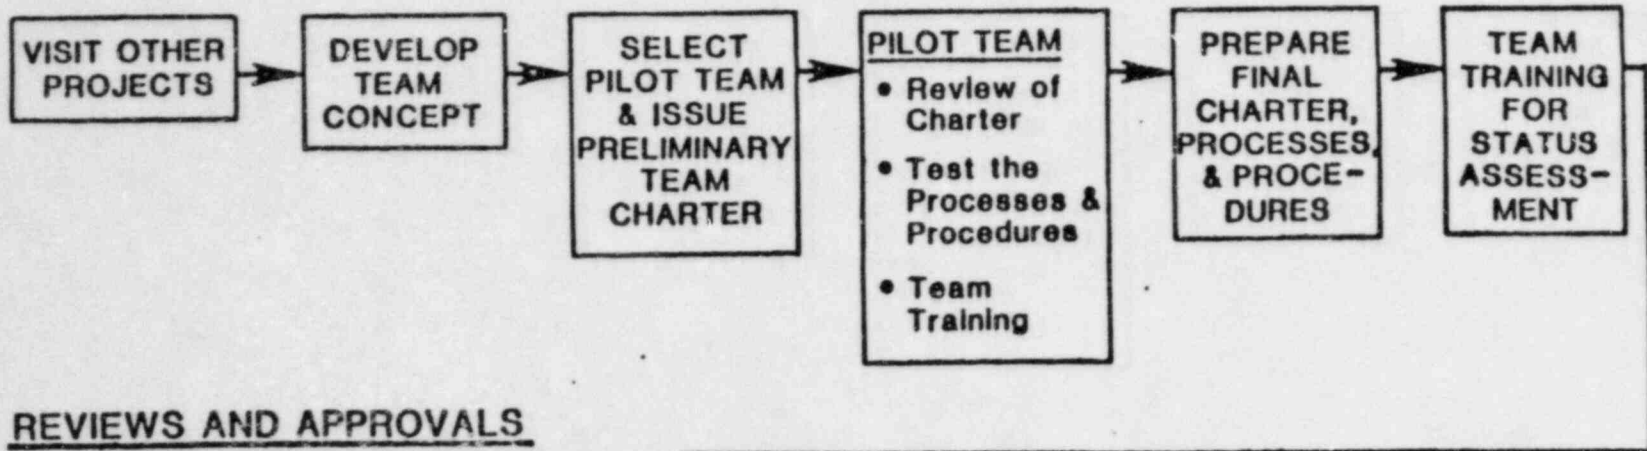 VISIT OTHER
PROJECTS
DEVELOP
TEAM
CONCEPT
SELECT
PILOT TEAM
& ISSUE
PRELIMINARY
TEAM
CHARTER
PILOT TEAM
• Review of
Charter
• Test the
Processes &
Procedures
• Team
Training
PREPARE
FINAL
CHARTER,
PROCESSES,
& PROCE-
DURES
TEAM
TRAINING
FOR
STATUS
ASSESS-
MENT
REVIEWS AND APPROVALS